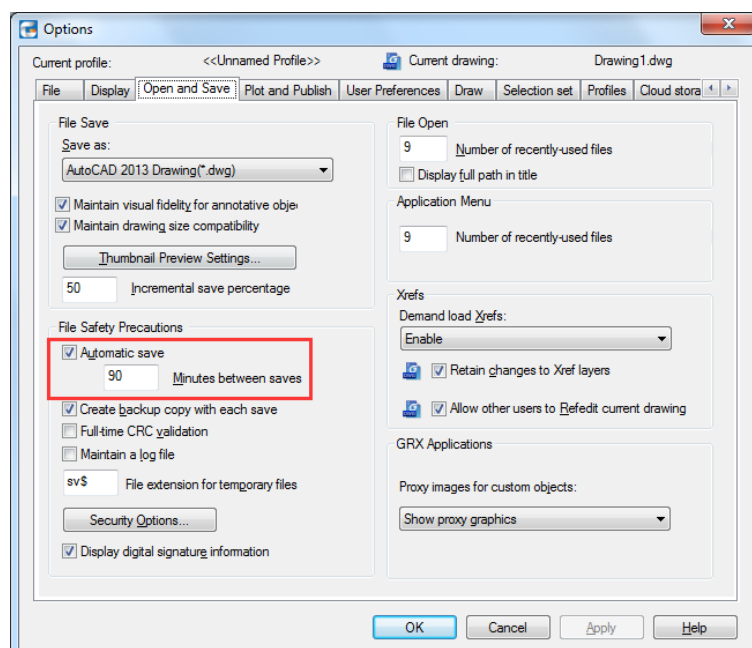 Options
Current profile: <<Unnamed Profile>> Current drawing: Drawing1.dwg
File Display Open and Save Plot and Publish User Preferences Draw Selection set Profiles Cloud stora
File Save
Save as:
AutoCAD 2013 Drawing(*.dwg)
Maintain visual fidelity for annotative obje
Maintain drawing size compatibility
Thumbnail Preview Settings...
50 Incremental save percentage
File Safety Precautions
Automatic save
90 Minutes between saves
Create backup copy with each save
Full-time CRC validation
Maintain a log file
sv$ File extension for temporary files
Security Options...
Display digital signature information
File Open
9 Number of recently-used files
Display full path in title
Application Menu
9 Number of recently-used files
Xrefs
Demand load Xrefs:
Enable
Retain changes to Xref layers
Allow other users to Refedit current drawing
GRX Applications
Proxy images for custom objects:
Show proxy graphics
OK Cancel Apply Help